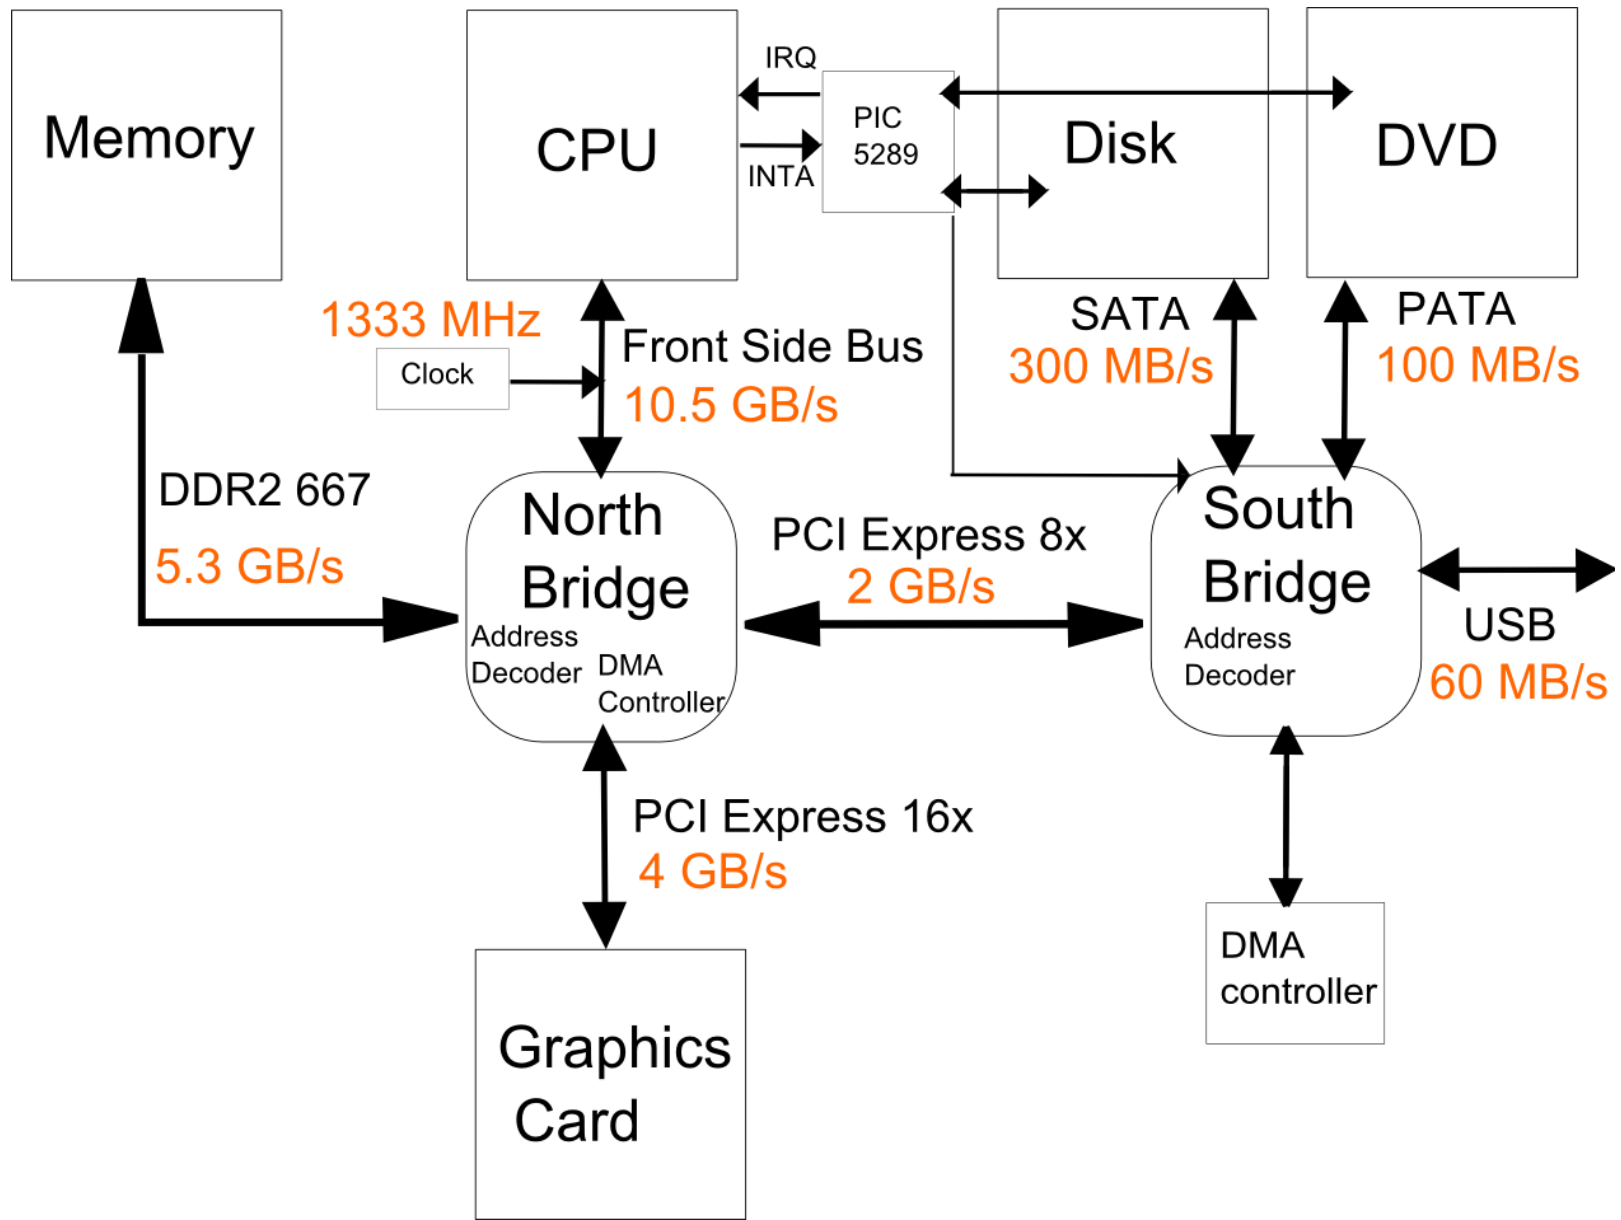 Memory
CPU
IRQ
INTA
PIC
5289
Disk
DVD
1333 MHz
Clock
Front Side Bus
10.5 GB/s
SATA
300 MB/s
PATA
100 MB/s
DDR2 667
5.3 GB/s
North
Bridge
Address
Decoder
DMA
Controller
PCI Express 8x
2 GB/s
South
Bridge
Address
Decoder
USB
60 MB/s
PCI Express 16x
4 GB/s
DMA
controller
Graphics
Card